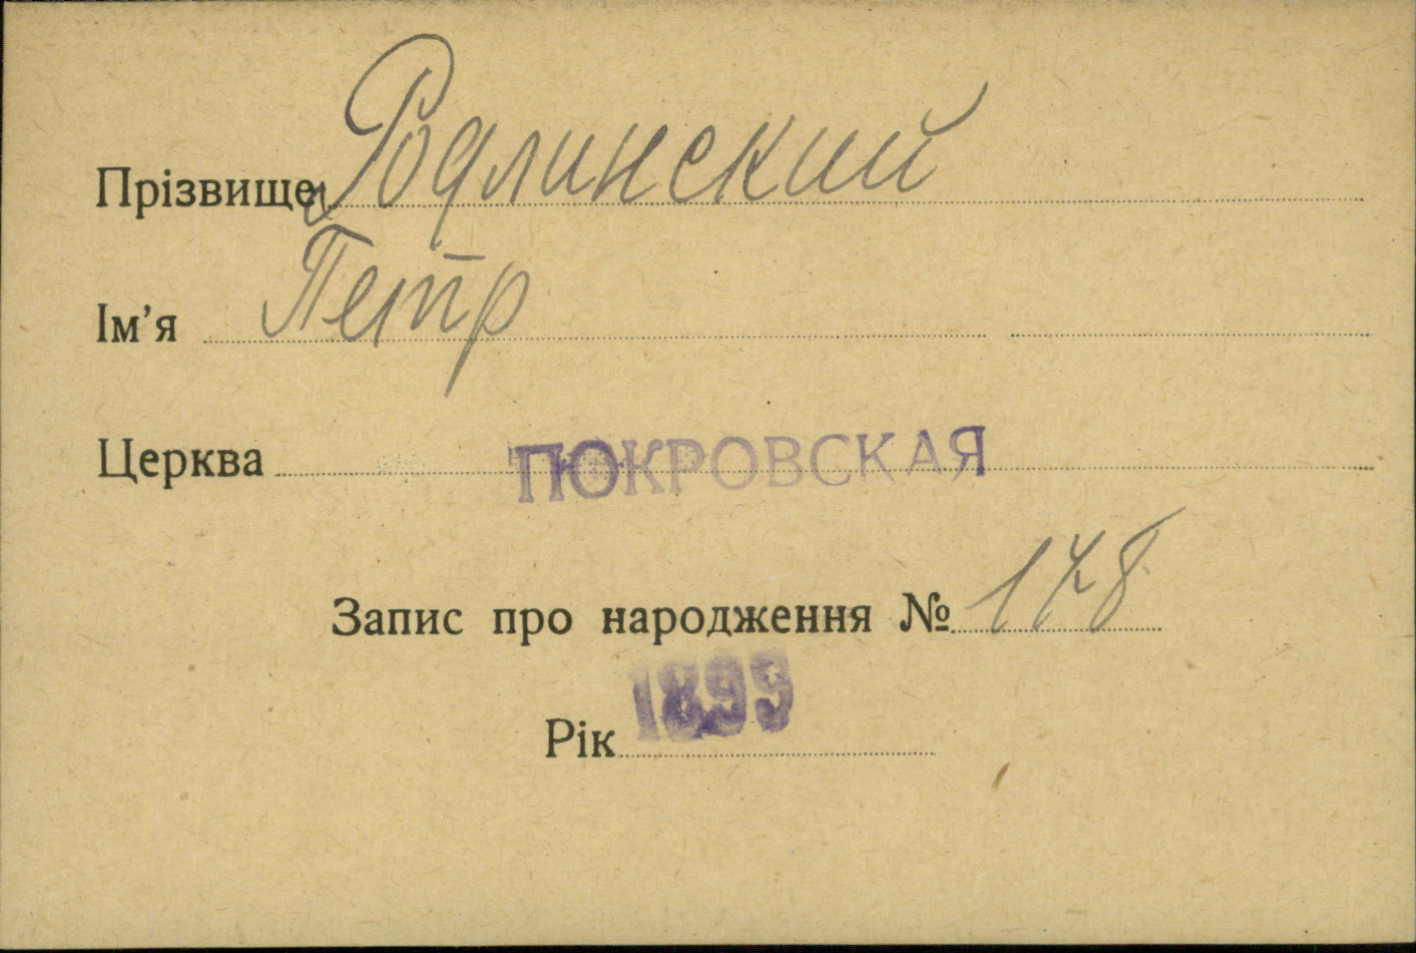 Прізвище Родлинский
Ім'я Петр
Церква ПОКРОВСКАЯ
Запис про народження № 178
Рік 1899